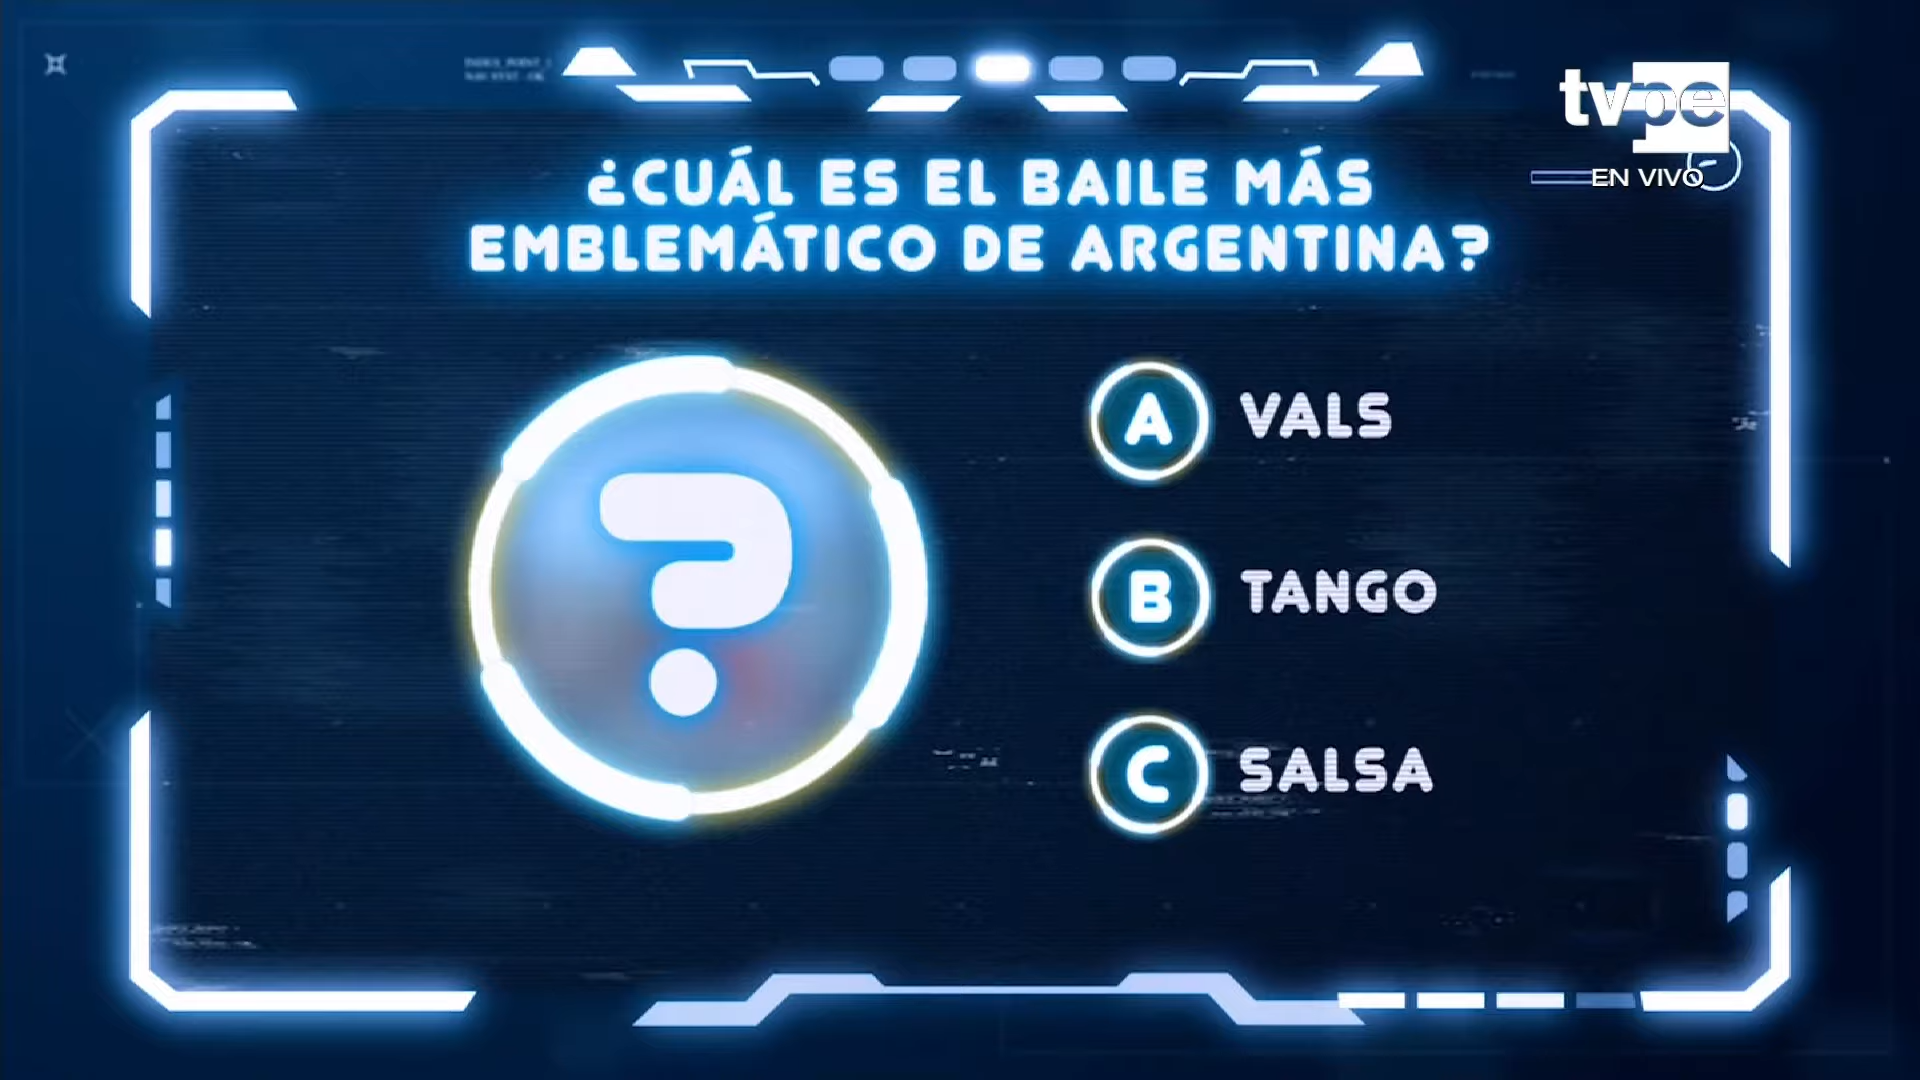 tvpe
EN VIVO
¿CUÁL ES EL BAILE MÁS
EMBLEMÁTICO DE ARGENTINA?
?
A VALS
B TANGO
C SALSA